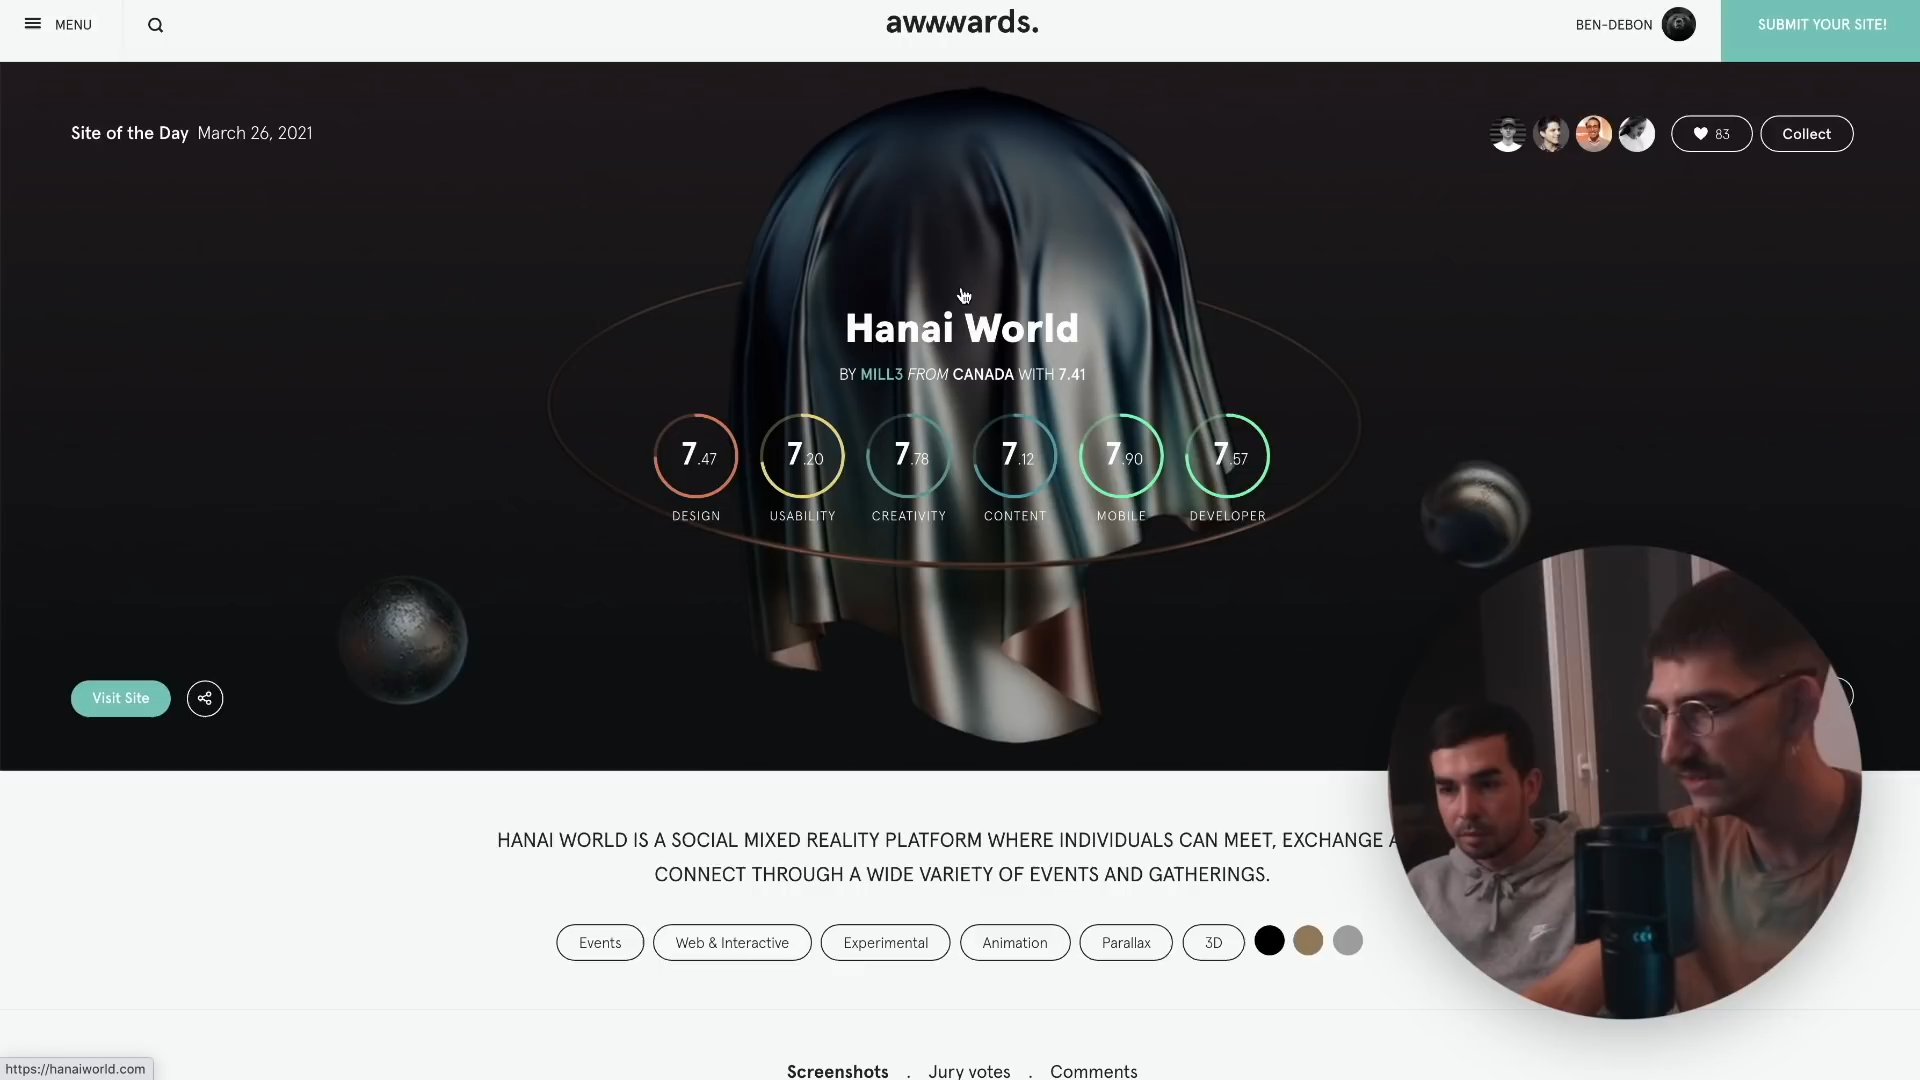 MENU
awwwards.
BEN-DEBON
SUBMIT YOUR SITE!
Site of the Day March 26, 2021
83
Collect
Hanai World
BY MILL3 FROM CANADA WITH 7.41
7.47 7.20 7.78 7.12 7.90 7.57
DESIGN USABILITY CREATIVITY CONTENT MOBILE DEVELOPER
Visit Site
HANAI WORLD IS A SOCIAL MIXED REALITY PLATFORM WHERE INDIVIDUALS CAN MEET, EXCHANGE
CONNECT THROUGH A WIDE VARIETY OF EVENTS AND GATHERINGS.
Events Web & Interactive Experimental Animation Parallax 3D
Screenshots . Jury votes . Comments
https://hanaiworld.com